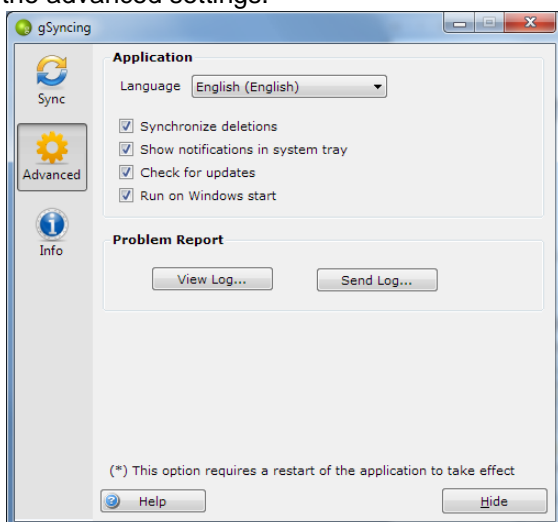 the advanced settings.
gSyncing
Sync
Advanced
Info
Application
Language English (English)
Synchronize deletions
Show notifications in system tray
Check for updates
Run on Windows start
Problem Report
View Log... Send Log...
(*) This option requires a restart of the application to take effect
Help Hide